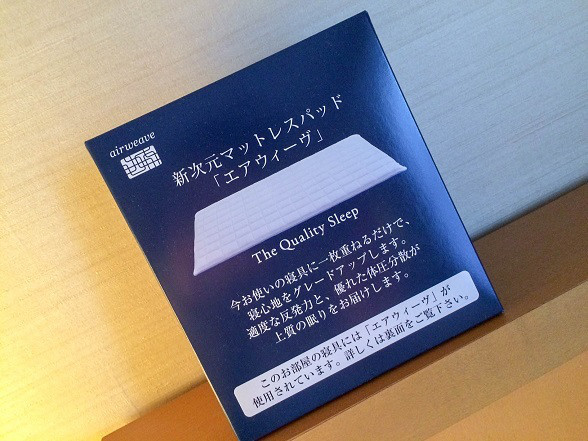 airweave
新次元マットレスパッド
「エアウィーヴ」
The Quality Sleep
今お使いの寝具に一枚重ねるだけで、
寝心地をグレードアップします。
適度な反発力と、優れた体圧分散が
上質の眠りをお届けします。
このお部屋の寝具には「エアウィーヴ」が
使用されています。詳しくは裏面をご覧下さい。